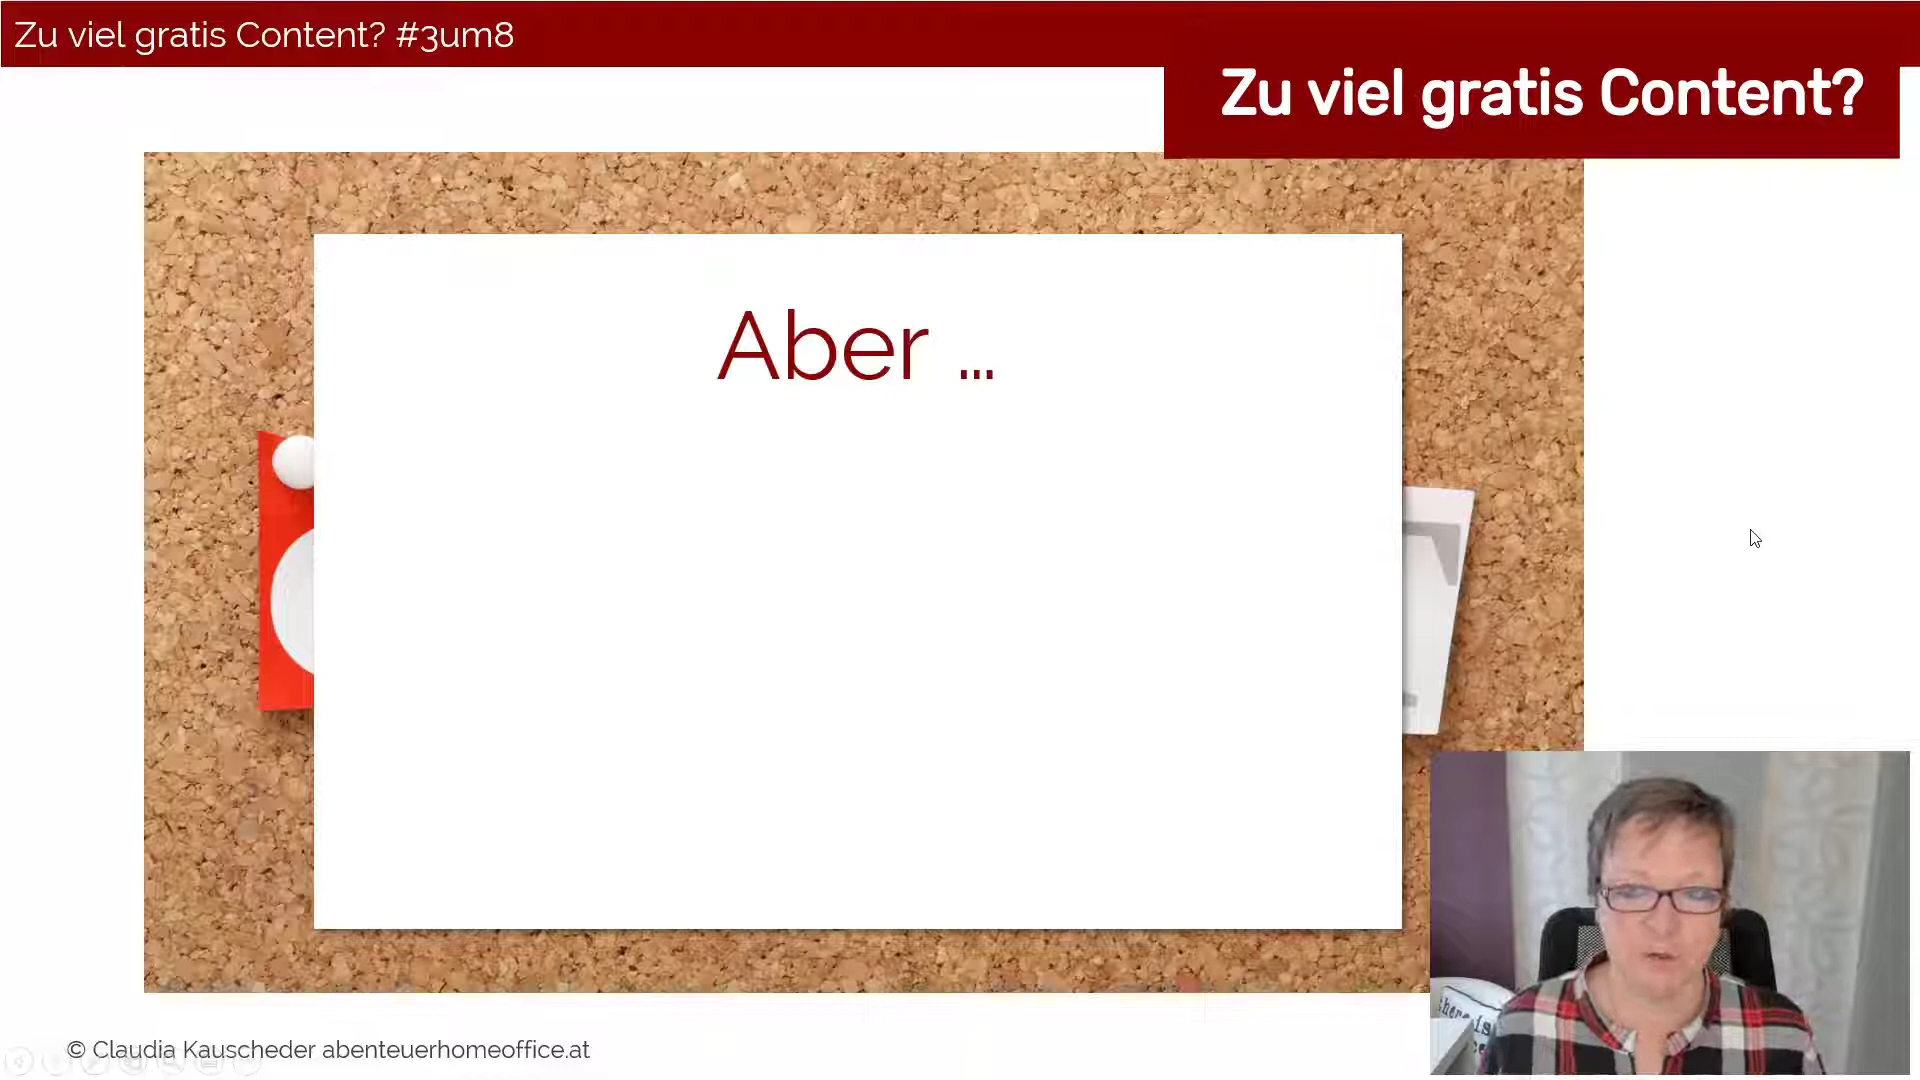 Zu viel gratis Content? #3um8
Zu viel gratis Content?
Aber ...
© Claudia Kauscheder abenteuerhomeoffice.at